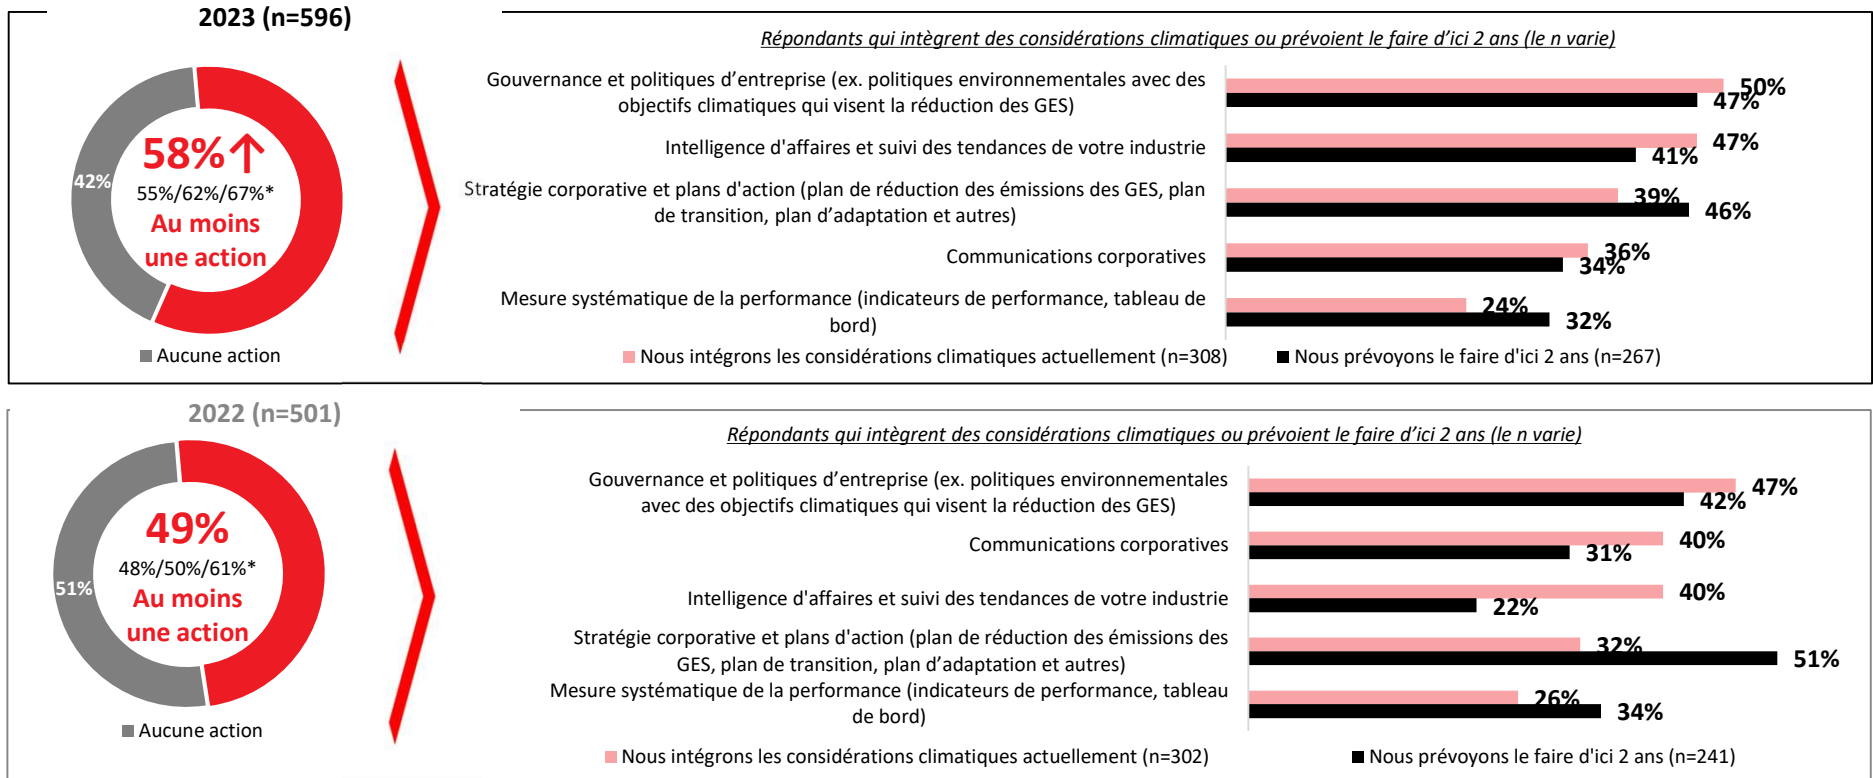 2023 (n=596)
Répondants qui intègrent des considérations climatiques ou prévoient le faire d’ici 2 ans (le n varie)
42%
58%↑
55%/62%/67%*
Au moins
une action
Aucune action
Gouvernance et politiques d’entreprise (ex. politiques environnementales avec des
objectifs climatiques qui visent la réduction des GES)
50%
47%
Intelligence d'affaires et suivi des tendances de votre industrie
47%
41%
Stratégie corporative et plans d'action (plan de réduction des émissions des GES, plan
de transition, plan d’adaptation et autres)
39%
46%
Communications corporatives
36%
34%
Mesure systématique de la performance (indicateurs de performance, tableau de
bord)
24%
32%
Nous intégrons les considérations climatiques actuellement (n=308)
Nous prévoyons le faire d'ici 2 ans (n=267)
2022 (n=501)
Répondants qui intègrent des considérations climatiques ou prévoient le faire d’ici 2 ans (le n varie)
51%
49%
48%/50%/61%*
Au moins
une action
Aucune action
Gouvernance et politiques d’entreprise (ex. politiques environnementales
avec des objectifs climatiques qui visent la réduction des GES)
47%
42%
Communications corporatives
40%
31%
Intelligence d'affaires et suivi des tendances de votre industrie
40%
22%
Stratégie corporative et plans d'action (plan de réduction des émissions des
GES, plan de transition, plan d’adaptation et autres)
32%
51%
Mesure systématique de la performance (indicateurs de performance, tableau
de bord)
26%
34%
Nous intégrons les considérations climatiques actuellement (n=302)
Nous prévoyons le faire d'ici 2 ans (n=241)